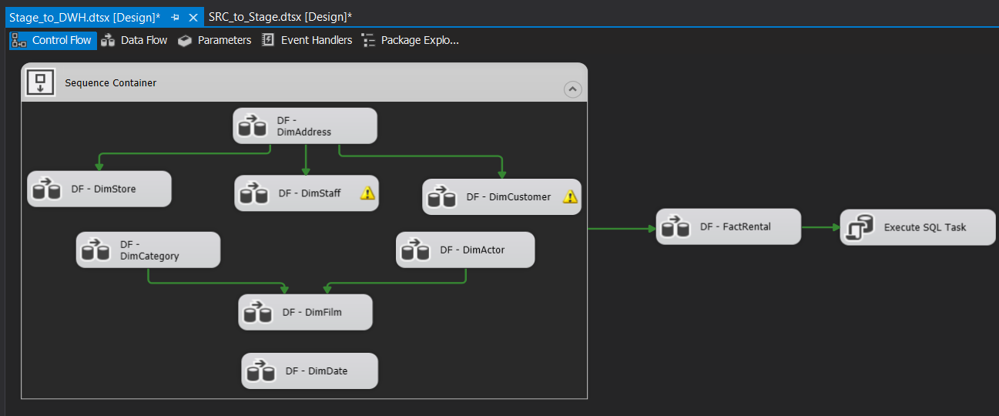 Stage_to_DWH.dtsx [Design]* SRC_to_Stage.dtsx [Design]*
Control Flow Data Flow Parameters Event Handlers Package Explo...
Sequence Container
DF -
DimAddress
DF - DimStore
DF - DimStaff
DF - DimCustomer
DF -
DimCategory
DF - DimActor
DF - DimFilm
DF - DimDate
DF - FactRental
Execute SQL Task